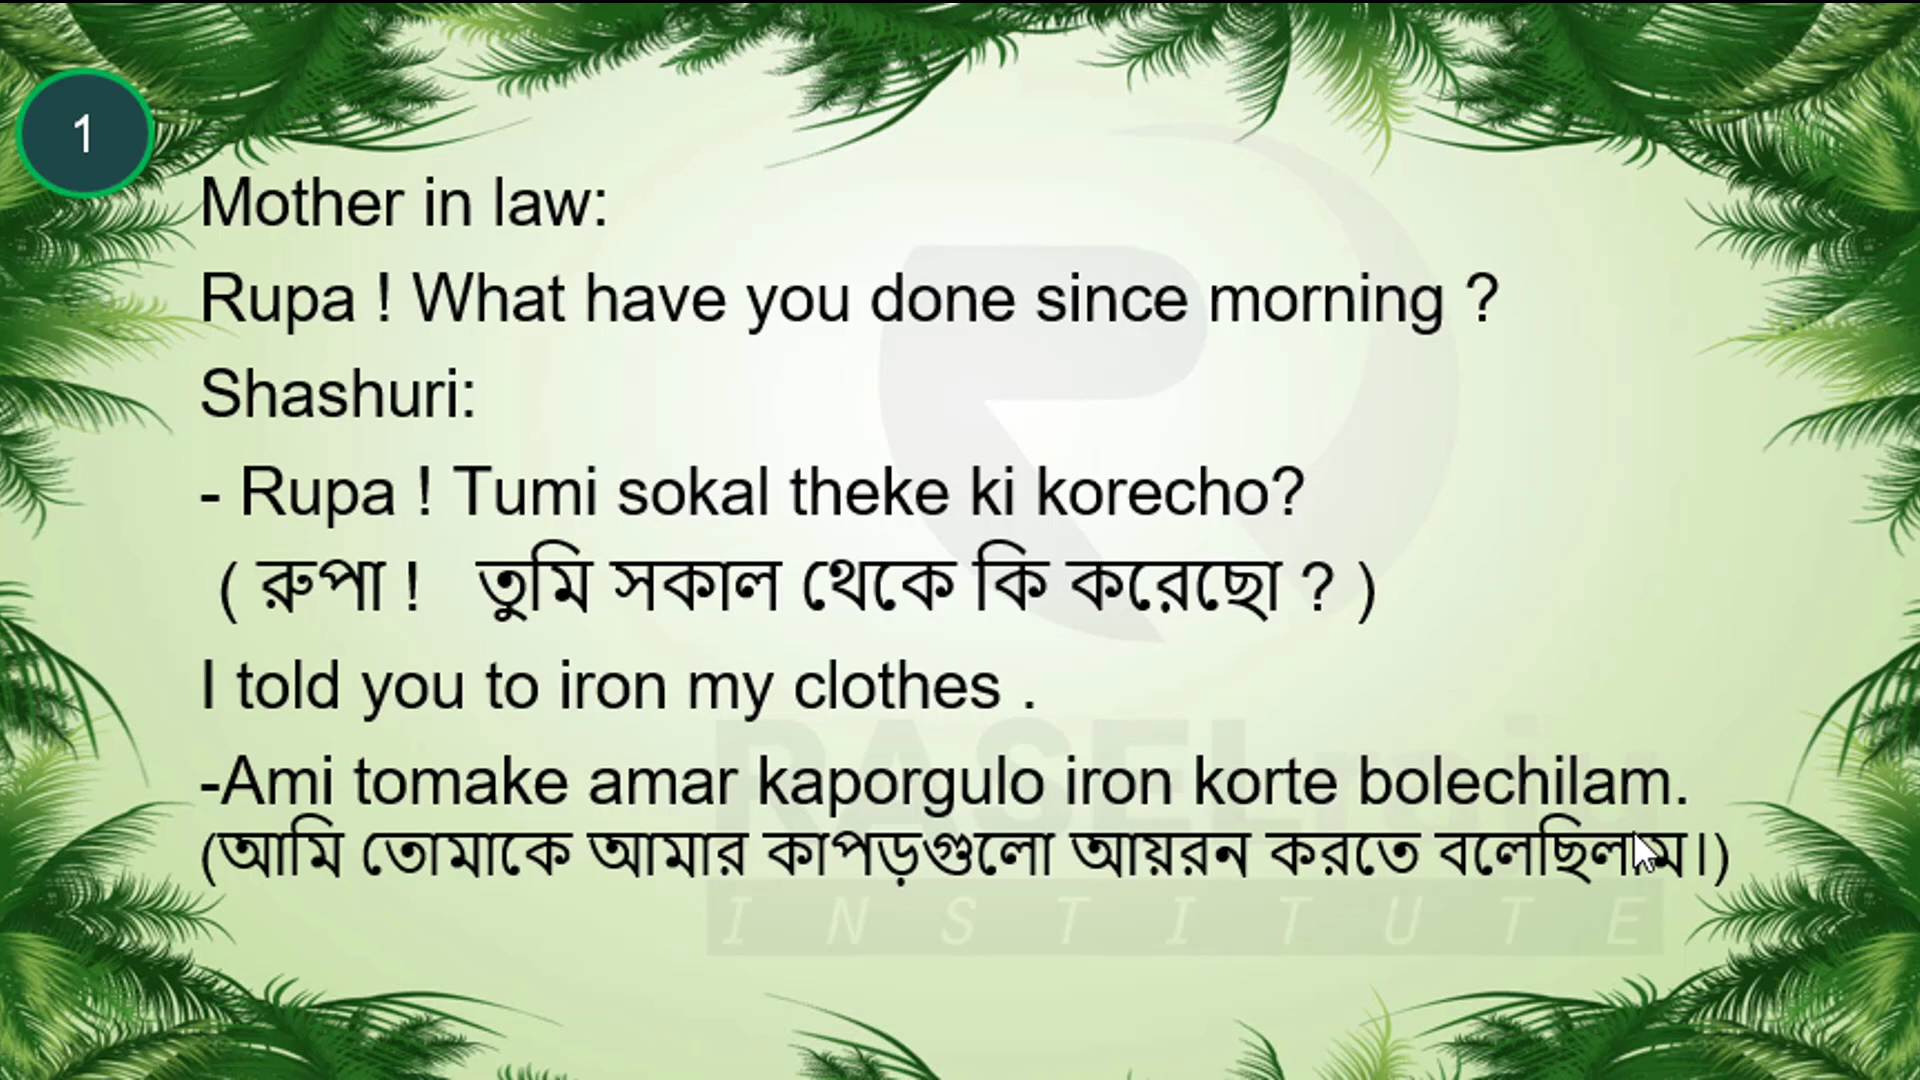 1
Mother in law:
Rupa ! What have you done since morning ?
Shashuri:
- Rupa ! Tumi sokal theke ki korecho?
( রুপা ! তুমি সকাল থেকে কি করেছো ? )
I told you to iron my clothes .
-Ami tomake amar kaporgulo iron korte bolechilam.
(আমি তোমাকে আমার কাপড়গুলো আয়রন করতে বলেছিলাম।)
RASEL
INSTITUTE